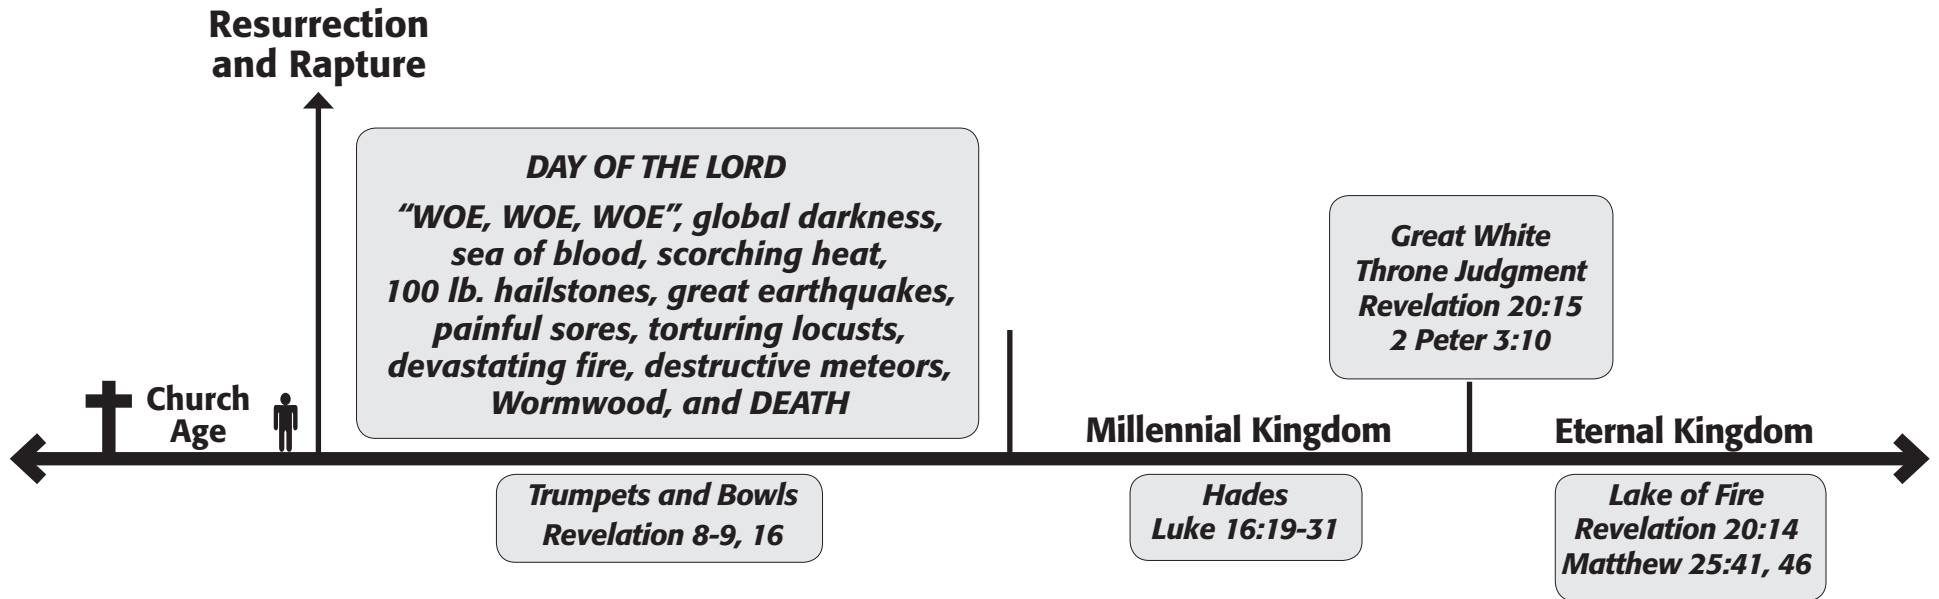 Resurrection
and Rapture
DAY OF THE LORD
“WOE, WOE, WOE”, global darkness,
sea of blood, scorching heat,
100 lb. hailstones, great earthquakes,
painful sores, torturing locusts,
devastating fire, destructive meteors,
Wormwood, and DEATH
Great White
Throne Judgment
Revelation 20:15
2 Peter 3:10
Church
Age
Millennial Kingdom
Eternal Kingdom
Trumpets and Bowls
Revelation 8-9, 16
Hades
Luke 16:19-31
Lake of Fire
Revelation 20:14
Matthew 25:41, 46